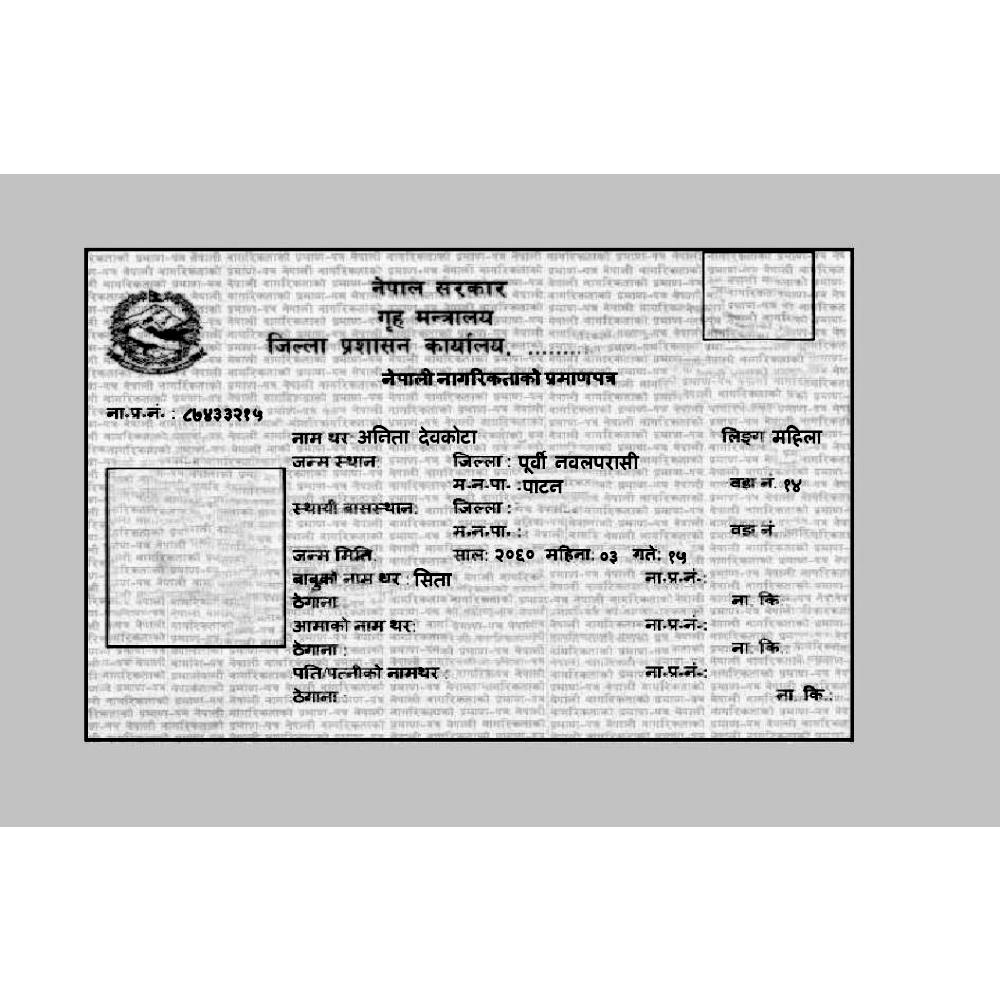 नेपाल सरकार
गृह मन्त्रालय
जिल्ला प्रशासन कार्यालय, .........
नेपाली नागरिकताको प्रमाणपत्र
ना.प्र.नं. : ८७४३३२१५
नाम थर: अनिता देवकोटा लिङ्ग महिला
जन्म स्थान: जिल्ला : पूर्वी नवलपरासी
म.न.पा. : पाटन वडा नं. १४
स्थायी बासस्थान: जिल्ला :
म.न.पा. : वडा नं.
जन्म मिति साल: २०६० महिना: ०३ गते: १५
बाबुको नाम थर : सिता ना.प्र.नं.:
ठेगाना ना. कि.
आमाको नाम थर: ना.प्र.नं.:
ठेगाना : ना. कि.:
पति/पत्नीको नामथर : ना.प्र.नं.:
ठेगाना: ना. कि.: